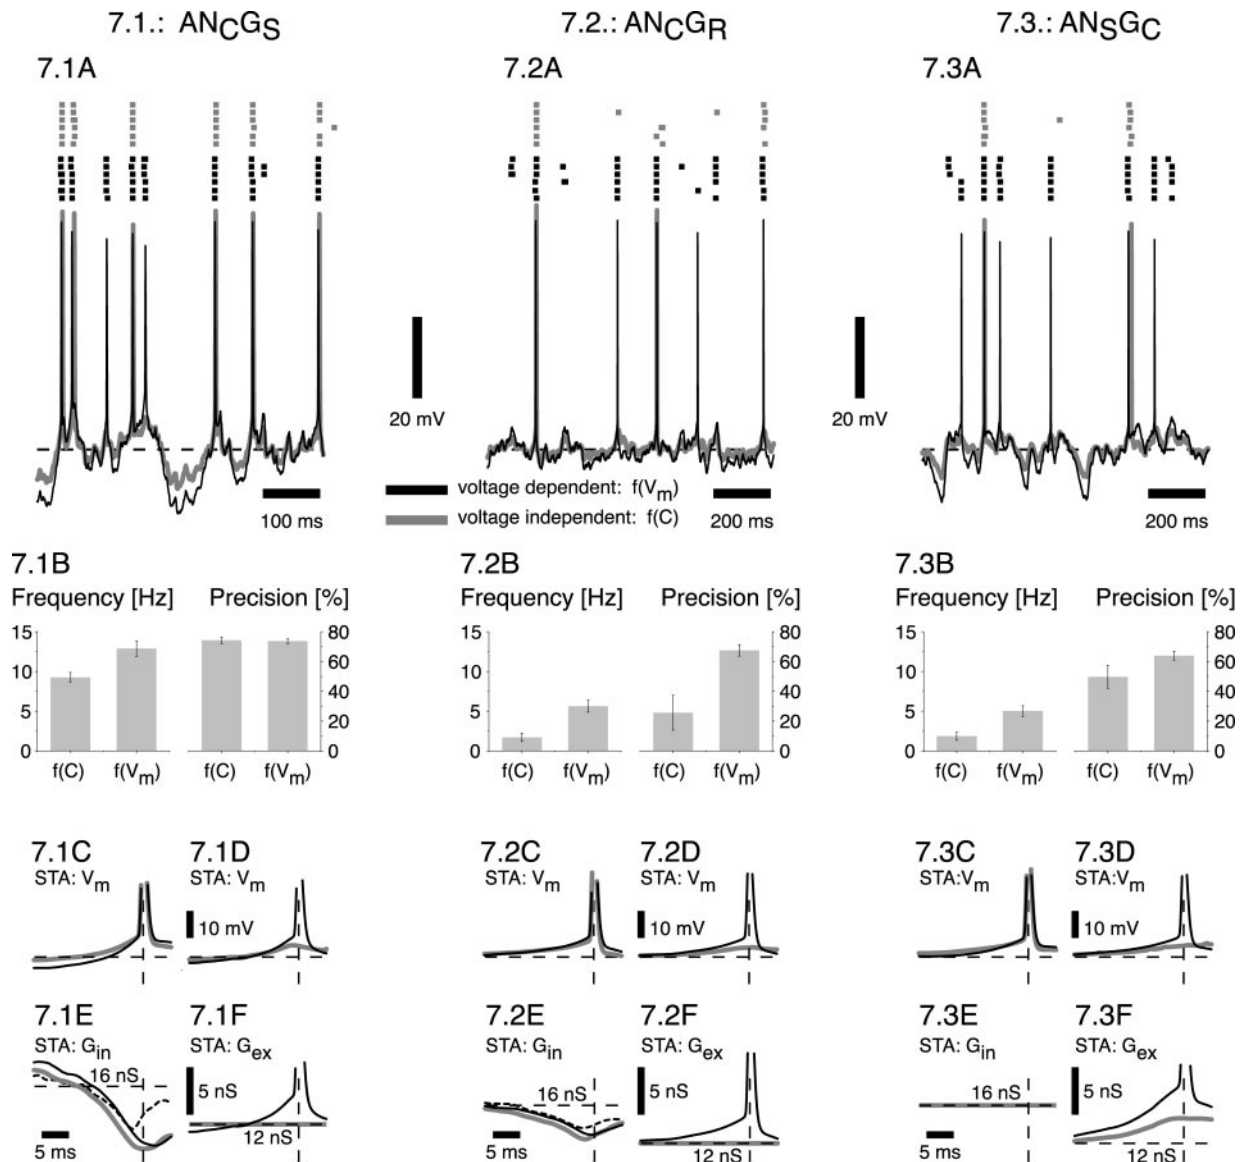 7.1.: ANCGS
7.2.: ANCGR
7.3.: ANSGC
7.1A
7.2A
7.3A
20 mV
20 mV
100 ms
voltage dependent: f(Vm)
voltage independent: f(C)
200 ms
200 ms
7.1B
7.2B
7.3B
Frequency [Hz] Precision [%]
Frequency [Hz] Precision [%]
Frequency [Hz] Precision [%]
15 80
10 60
40
5 20
0 0
f(C) f(Vm) f(C) f(Vm)
15 80
10 60
40
5 20
0 0
f(C) f(Vm) f(C) f(Vm)
15 80
10 60
40
5 20
0 0
f(C) f(Vm) f(C) f(Vm)
7.1C 7.1D
STA: Vm STA: Vm
10 mV
7.2C 7.2D
STA: Vm STA: Vm
10 mV
7.3C 7.3D
STA:Vm STA:Vm
10 mV
7.1E 7.1F
STA: Gin STA: Gex
16 nS 5 nS
12 nS
5 ms
7.2E 7.2F
STA: Gin STA: Gex
16 nS 5 nS
12 nS
5 ms
7.3E 7.3F
STA: Gin STA: Gex
16 nS 5 nS
12 nS
5 ms